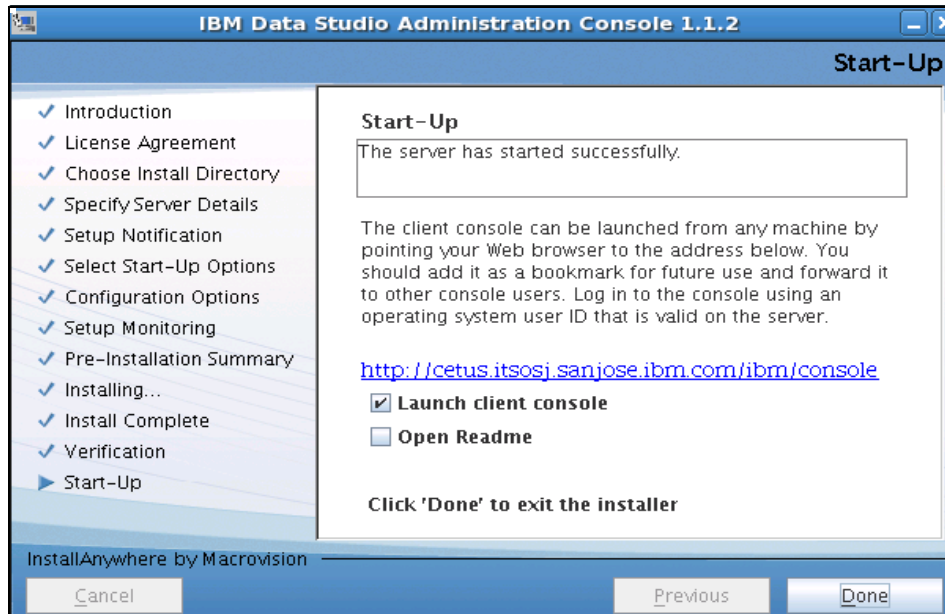 IBM Data Studio Administration Console 1.1.2
Start-Up
Introduction
License Agreement
Choose Install Directory
Specify Server Details
Setup Notification
Select Start-Up Options
Configuration Options
Setup Monitoring
Pre-Installation Summary
Installing...
Install Complete
Verification
Start-Up
Start-Up
The server has started successfully.
The client console can be launched from any machine by
pointing your Web browser to the address below. You
should add it as a bookmark for future use and forward it
to other console users. Log in to the console using an
operating system user ID that is valid on the server.
http://cetus.itsosj.sanjose.ibm.com/ibm/console
Launch client console
Open Readme
Click 'Done' to exit the installer
InstallAnywhere by Macrovision
Cancel
Previous
Done